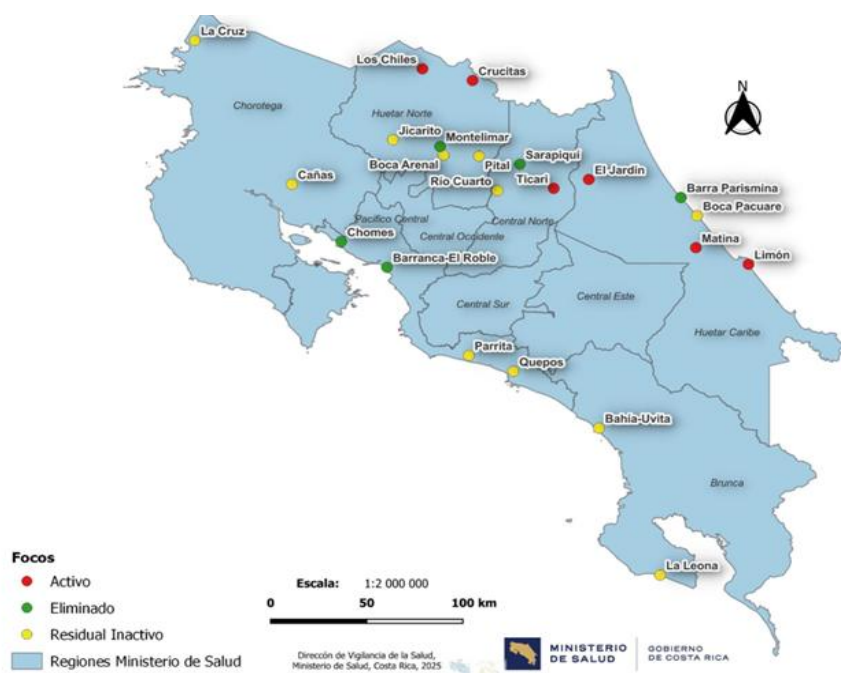 La Cruz
Los Chiles
Crucitas
N
Chorotega
Huetar Norte
Jicarito
Montelimar
Boca Arenal
Pital
Sarapiquí
Cañas
Río Cuarto
Ticari
El Jardín
Barra Parismina
Boca Pacuare
Pacifico Central
Central Norte
Chomes
Central Occidente
Matina
Limón
Barranca-El Roble
Central Sur
Central Este
Huetar Caribe
Parrita
Quepos
Bahía-Uvita
Brunca
La Leona
Focos
Activo
Eliminado
Residual Inactivo
Regiones Ministerio de Salud
Escala: 1:2 000 000
0 50 100 km
Direccón de Vigilancia de la Salud,
Ministerio de Salud, Costa Rica, 2025
MINISTERIO
DE SALUD
GOBIERNO
DE COSTA RICA